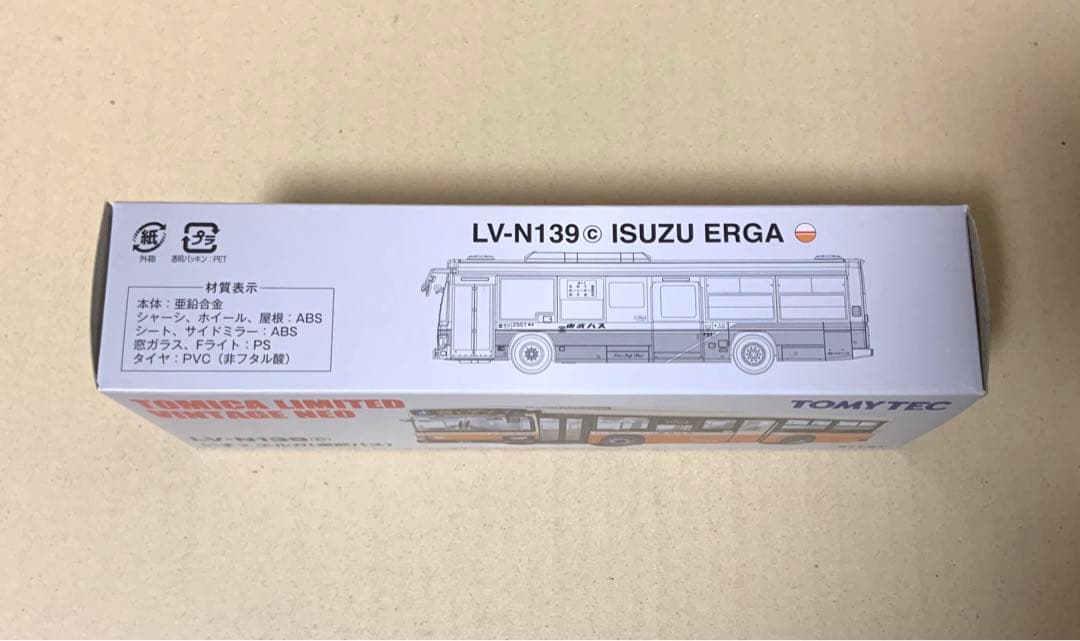 LV-N139ⓒ ISUZU ERGA
紙
外箱
プラ
透明パッキン:PET
材質表示
本体:亜鉛合金
シャーシ、ホイール、屋根:ABS
シート、サイドミラー:ABS
窓ガラス、Fライト:PS
タイヤ:PVC(非フタル酸)
東武バス
TOMICA LIMITED
VINTAGE NEO
TOMYTEC
LV-N139ⓒ